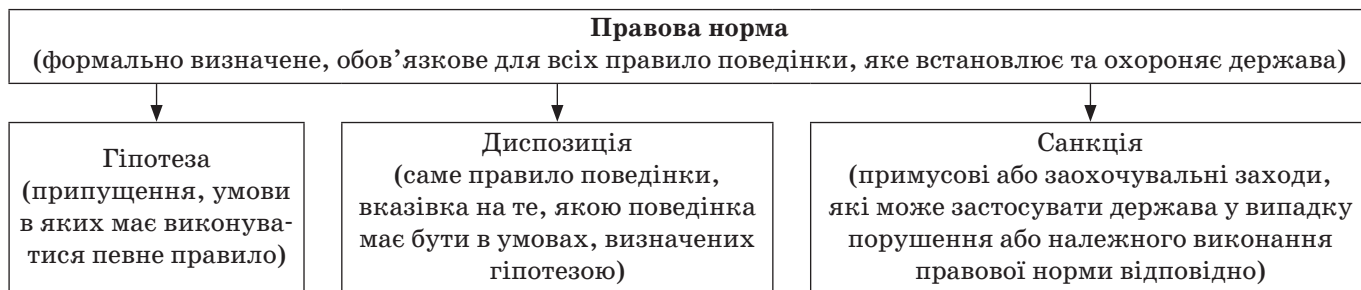 Правова норма
(формально визначене, обов’язкове для всіх правило поведінки, яке встановлює та охороняє держава)
Гіпотеза
(припущення, умови
в яких має виконува-
тися певне правило)
Диспозиція
(саме правило поведінки,
вказівка на те, якою поведінка
має бути в умовах, визначених
гіпотезою)
Санкція
(примусові або заохочувальні заходи,
які може застосувати держава у випадку
порушення або належного виконання
правової норми відповідно)